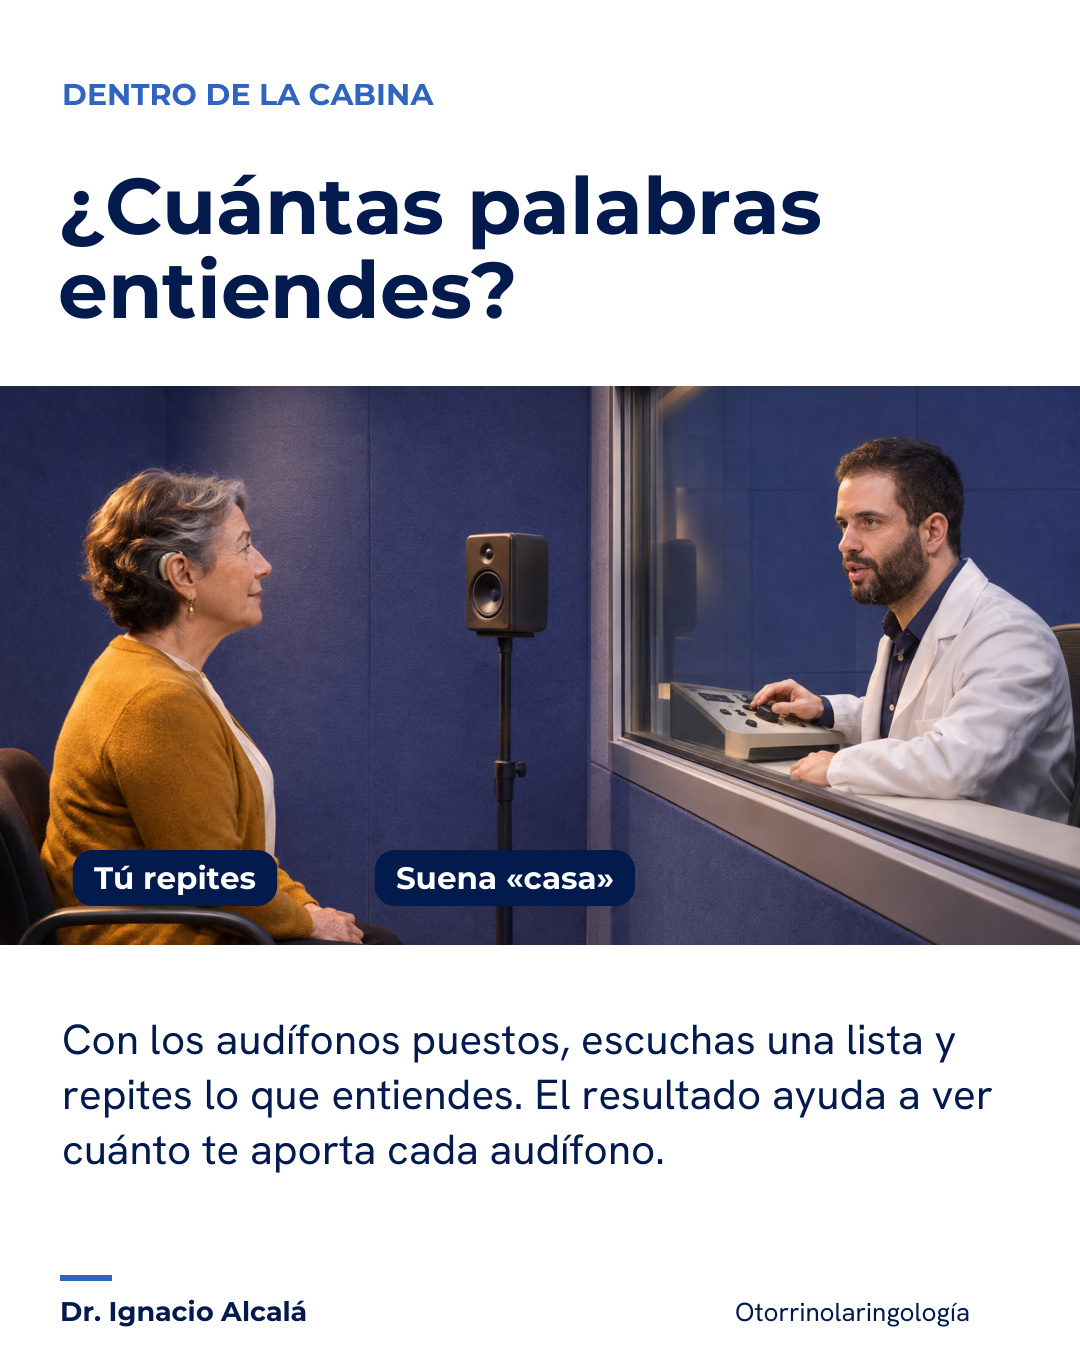 DENTRO DE LA CABINA
¿Cuántas palabras
entiendes?
Tú repites
Suena «casa»
Con los audífonos puestos, escuchas una lista y
repites lo que entiendes. El resultado ayuda a ver
cuánto te aporta cada audífono.
Dr. Ignacio Alcalá
Otorrinolaringología